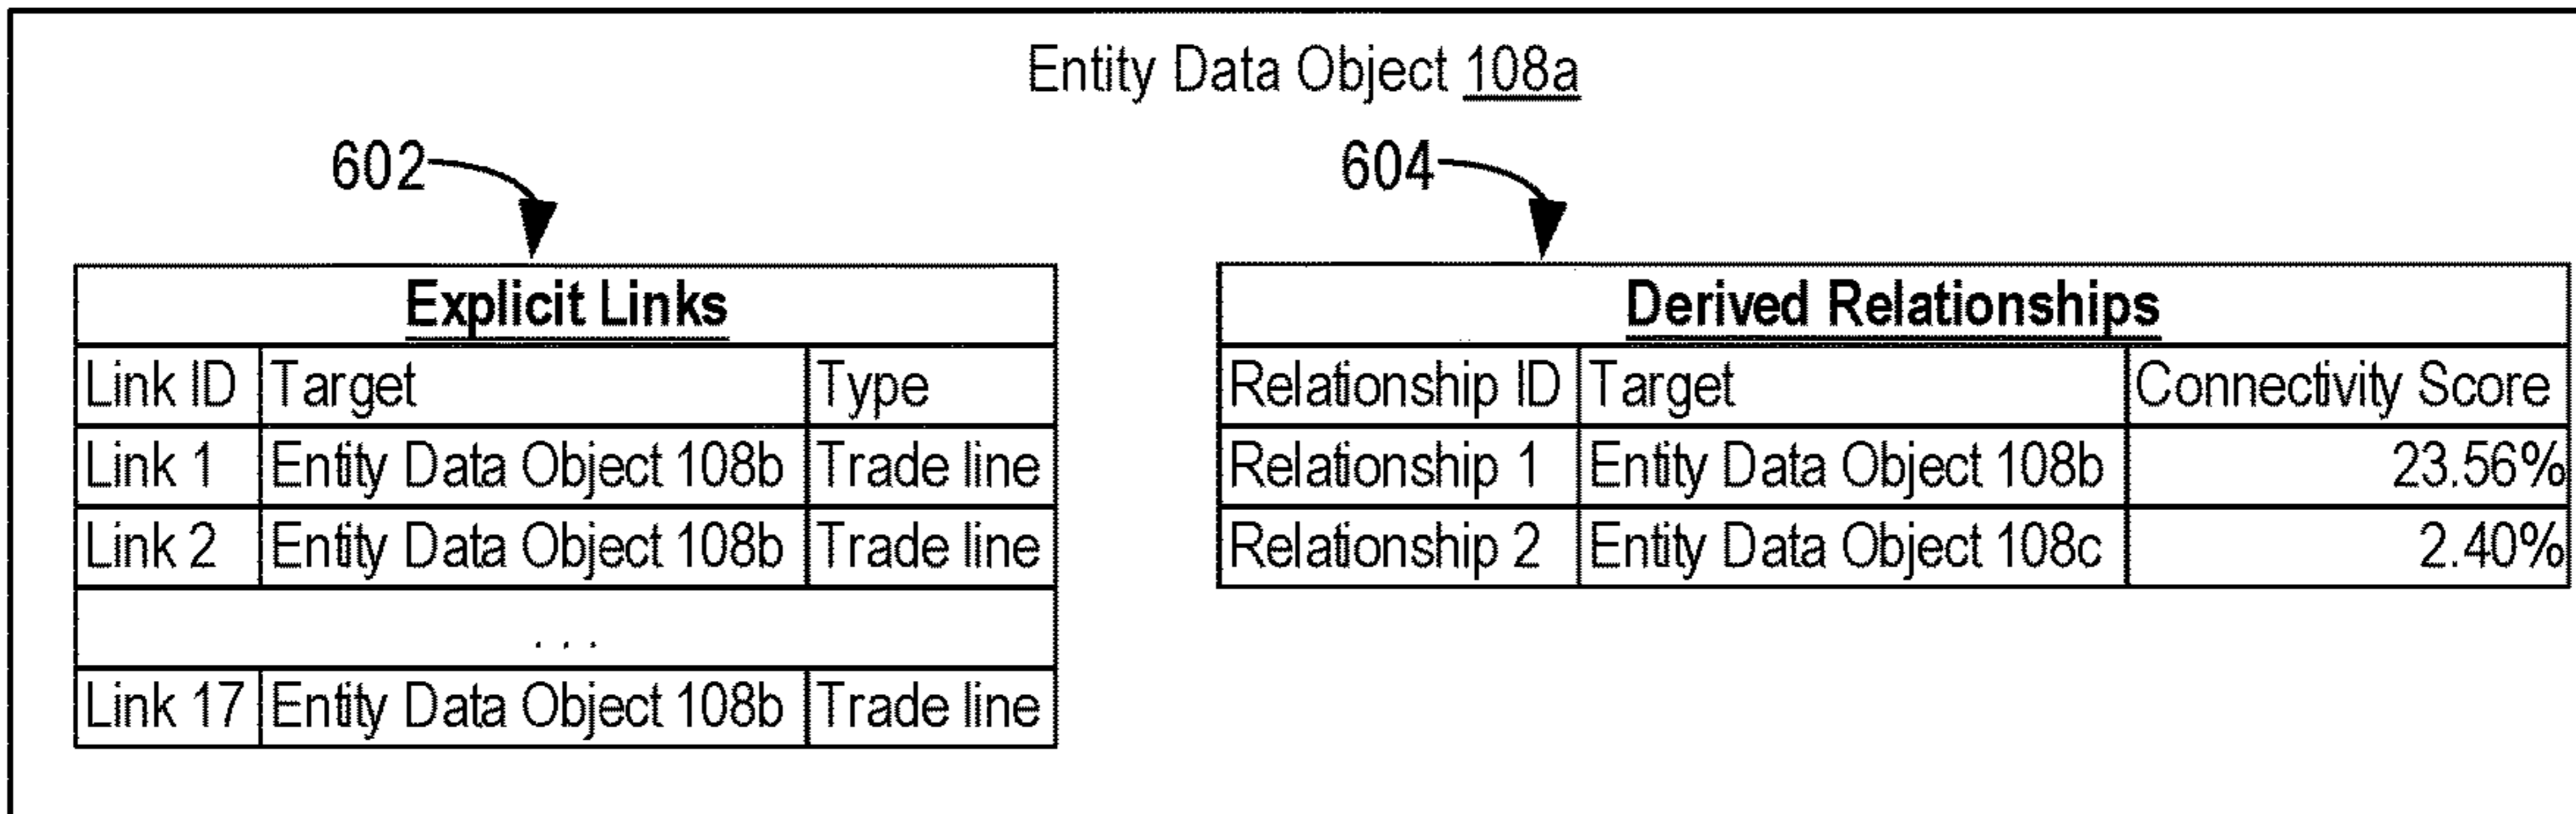 Entity Data Object 108a
602
604
Explicit Links
Link ID Target Type
Link 1 Entity Data Object 108b Trade line
Link 2 Entity Data Object 108b Trade line
. . .
Link 17 Entity Data Object 108b Trade line
Derived Relationships
Relationship ID Target Connectivity Score
Relationship 1 Entity Data Object 108b 23.56%
Relationship 2 Entity Data Object 108c 2.40%